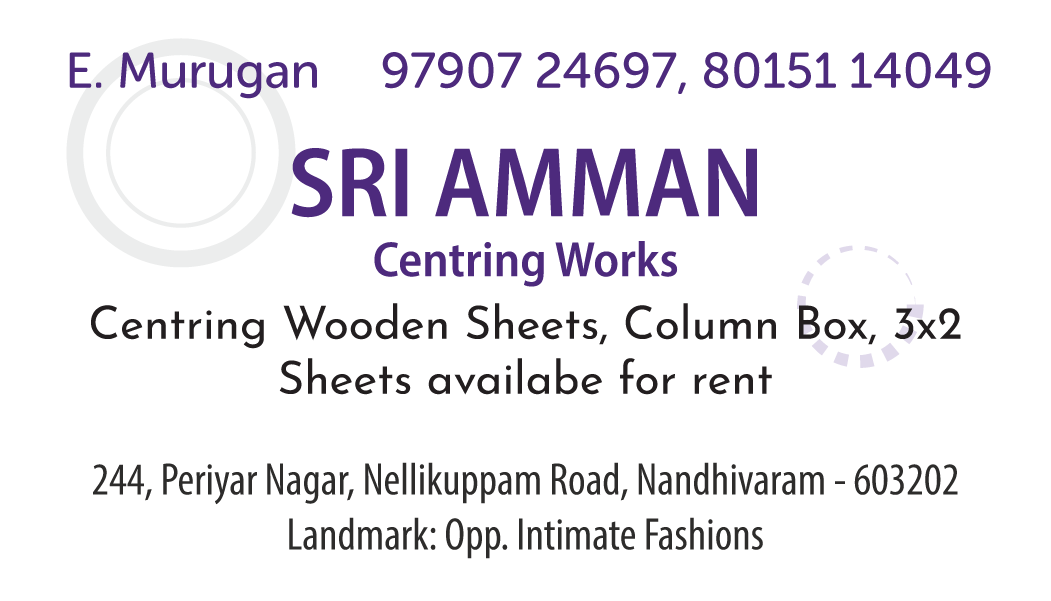 E. Murugan 97907 24697, 80151 14049
SRI AMMAN
Centring Works
Centring Wooden Sheets, Column Box, 3x2
Sheets availabe for rent
244, Periyar Nagar, Nellikuppam Road, Nandhivaram - 603202
Landmark: Opp. Intimate Fashions